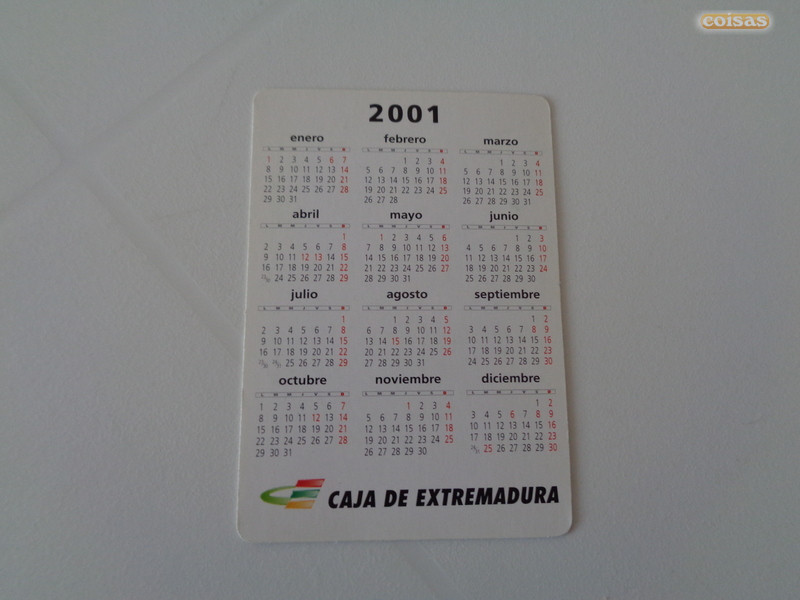 coisas
2001
enero febrero marzo
1 2 3 4 5 6 7 1 2 3 4 1 2 3 4
8 9 10 11 12 13 14 5 6 7 8 9 10 11 5 6 7 8 9 10 11
15 16 17 18 19 20 21 12 13 14 15 16 17 18 12 13 14 15 16 17 18
22 23 24 25 26 27 28 19 20 21 22 23 24 25 19 20 21 22 23 24 25
29 30 31 26 27 28 26 27 28 29 30 31
abril mayo junio
1 1 2 3 4 5 6 1 2 3
2 3 4 5 6 7 8 7 8 9 10 11 12 13 4 5 6 7 8 9 10
9 10 11 12 13 14 15 14 15 16 17 18 19 20 11 12 13 14 15 16 17
16 17 18 19 20 21 22 21 22 23 24 25 26 27 18 19 20 21 22 23 24
24 25 26 27 28 29 28 29 30 31 25 26 27 28 29 30
julio agosto septiembre
1 1 2 3 4 5 1 2
2 3 4 5 6 7 8 6 7 8 9 10 11 12 3 4 5 6 7 8 9
9 10 11 12 13 14 15 13 14 15 16 17 18 19 10 11 12 13 14 15 16
16 17 18 19 20 21 22 20 21 22 23 24 25 26 17 18 19 20 21 22 23
25 26 27 28 29 27 28 29 30 31 24 25 26 27 28 29 30
octubre noviembre diciembre
1 2 3 4 5 6 7 1 2 3 4 1 2
8 9 10 11 12 13 14 5 6 7 8 9 10 11 3 4 5 6 7 8 9
15 16 17 18 19 20 21 12 13 14 15 16 17 18 10 11 12 13 14 15 16
22 23 24 25 26 27 28 19 20 21 22 23 24 25 17 18 19 20 21 22 23
29 30 31 26 27 28 29 30 25 26 27 28 29 30
CAJA DE EXTREMADURA